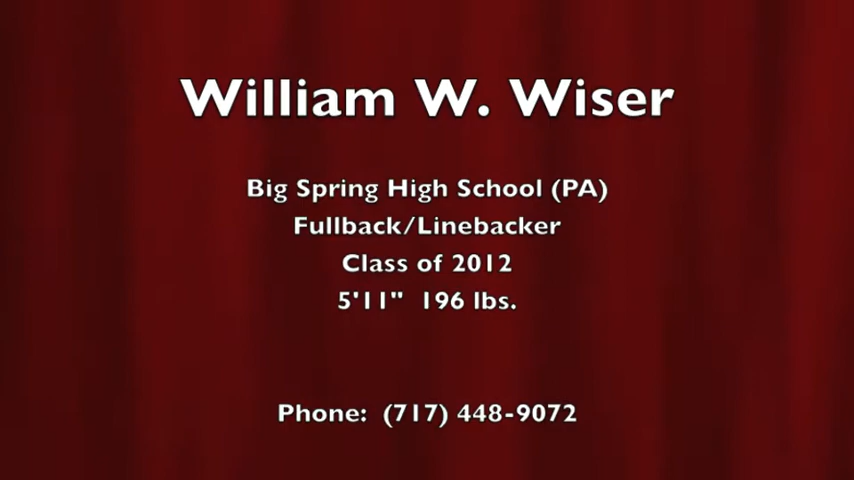 William W. Wiser
Big Spring High School (PA)
Fullback/Linebacker
Class of 2012
5'11"  196 lbs.
Phone:  (717) 448-9072